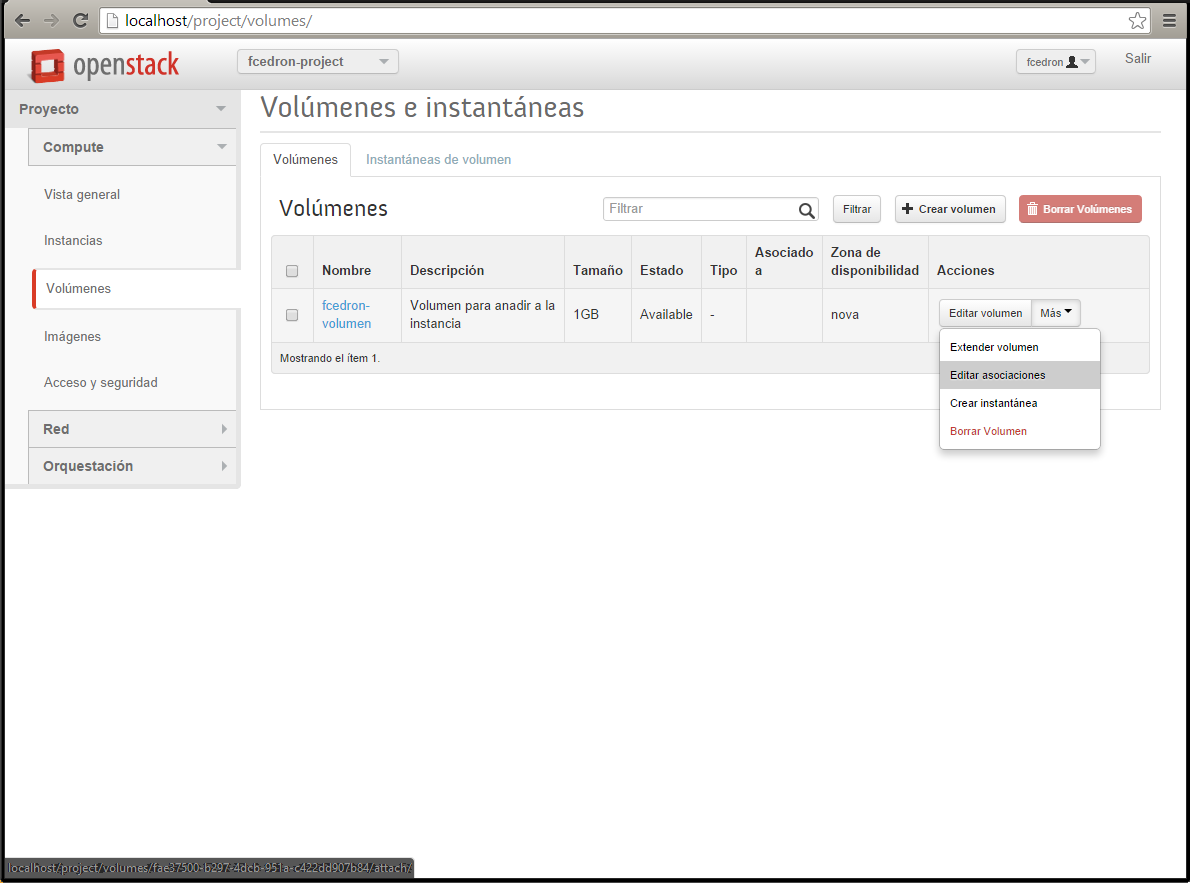 localhost/project/volumes/
openstack
fcedron-project
fcedron
Salir
Proyecto
Compute
Vista general
Instancias
Volúmenes
Imágenes
Acceso y seguridad
Red
Orquestación
Volúmenes e instantáneas
Volúmenes
Instantáneas de volumen
Volúmenes
Filtrar
Filtrar
Crear volumen
Borrar Volúmenes
Nombre
Descripción
Tamaño
Estado
Tipo
Asociado
a
Zona de
disponibilidad
Acciones
fcedron-
volumen
Volumen para anadir a la
instancia
1GB
Available
-
nova
Editar volumen
Más
Mostrando el ítem 1.
Extender volumen
Editar asociaciones
Crear instantánea
Borrar Volumen
localhost/project/volumes/fae37500-b297-4dcb-951a-c422dd907b84/attach/